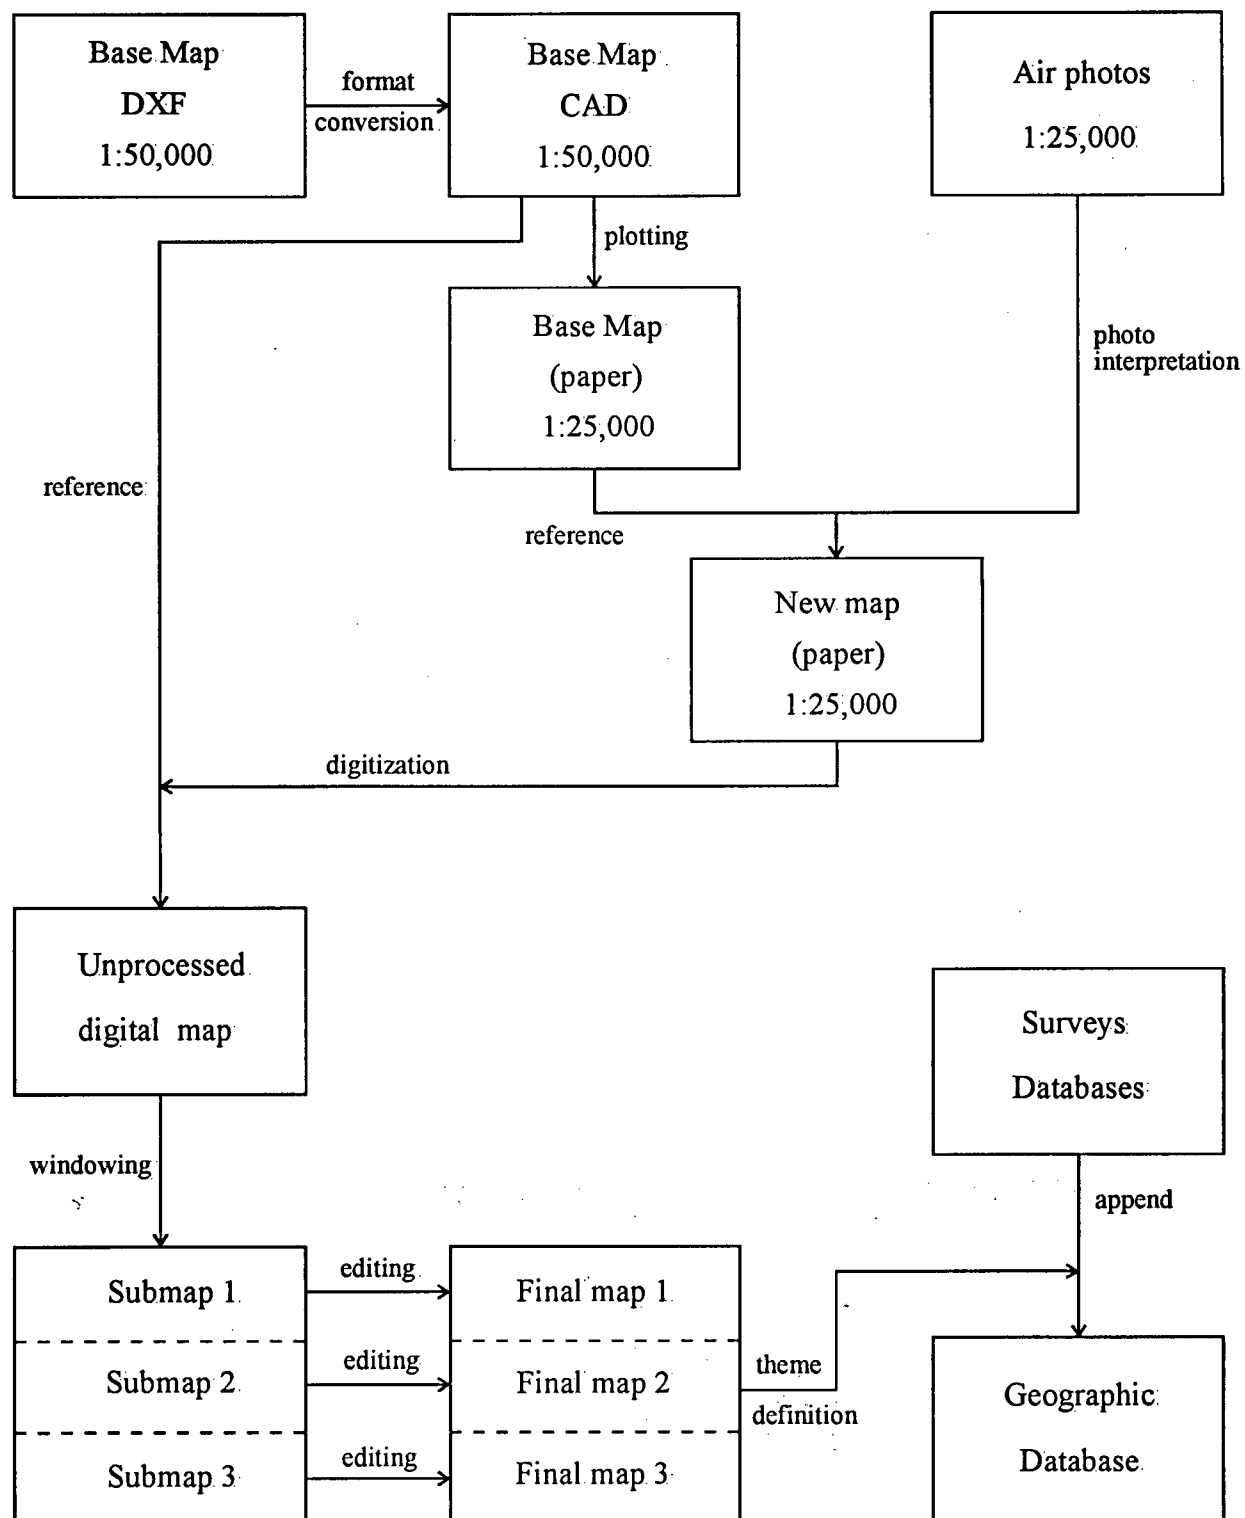 Base Map
DXF
1:50,000
format
conversion
Base Map
CAD
1:50,000
Air photos
1:25,000
plotting
Base Map
(paper)
1:25,000
photo
interpretation
reference
reference
New map
(paper)
1:25,000
digitization
Unprocessed
digital map
Surveys
Databases
windowing
append
Submap 1
editing
Final map 1
Submap 2
editing
Final map 2
theme
definition
Geographic
Database
Submap 3
editing
Final map 3